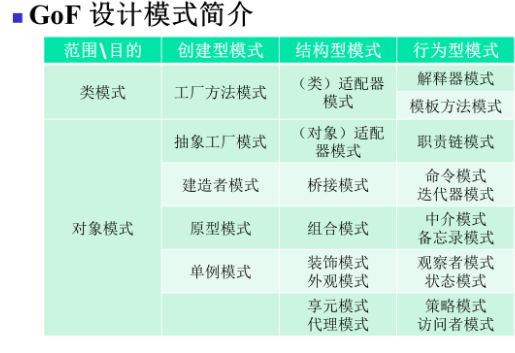 GoF 设计模式简介
范围\目的 创建型模式 结构型模式 行为型模式
类模式 工厂方法模式 （类）适配器
模式 解释器模式
模板方法模式
对象模式 抽象工厂模式 （对象）适配
器模式 职责链模式
建造者模式 桥接模式 命令模式
迭代器模式
原型模式 组合模式 中介模式
备忘录模式
单例模式 装饰模式
外观模式 观察者模式
状态模式
享元模式
代理模式 策略模式
访问者模式